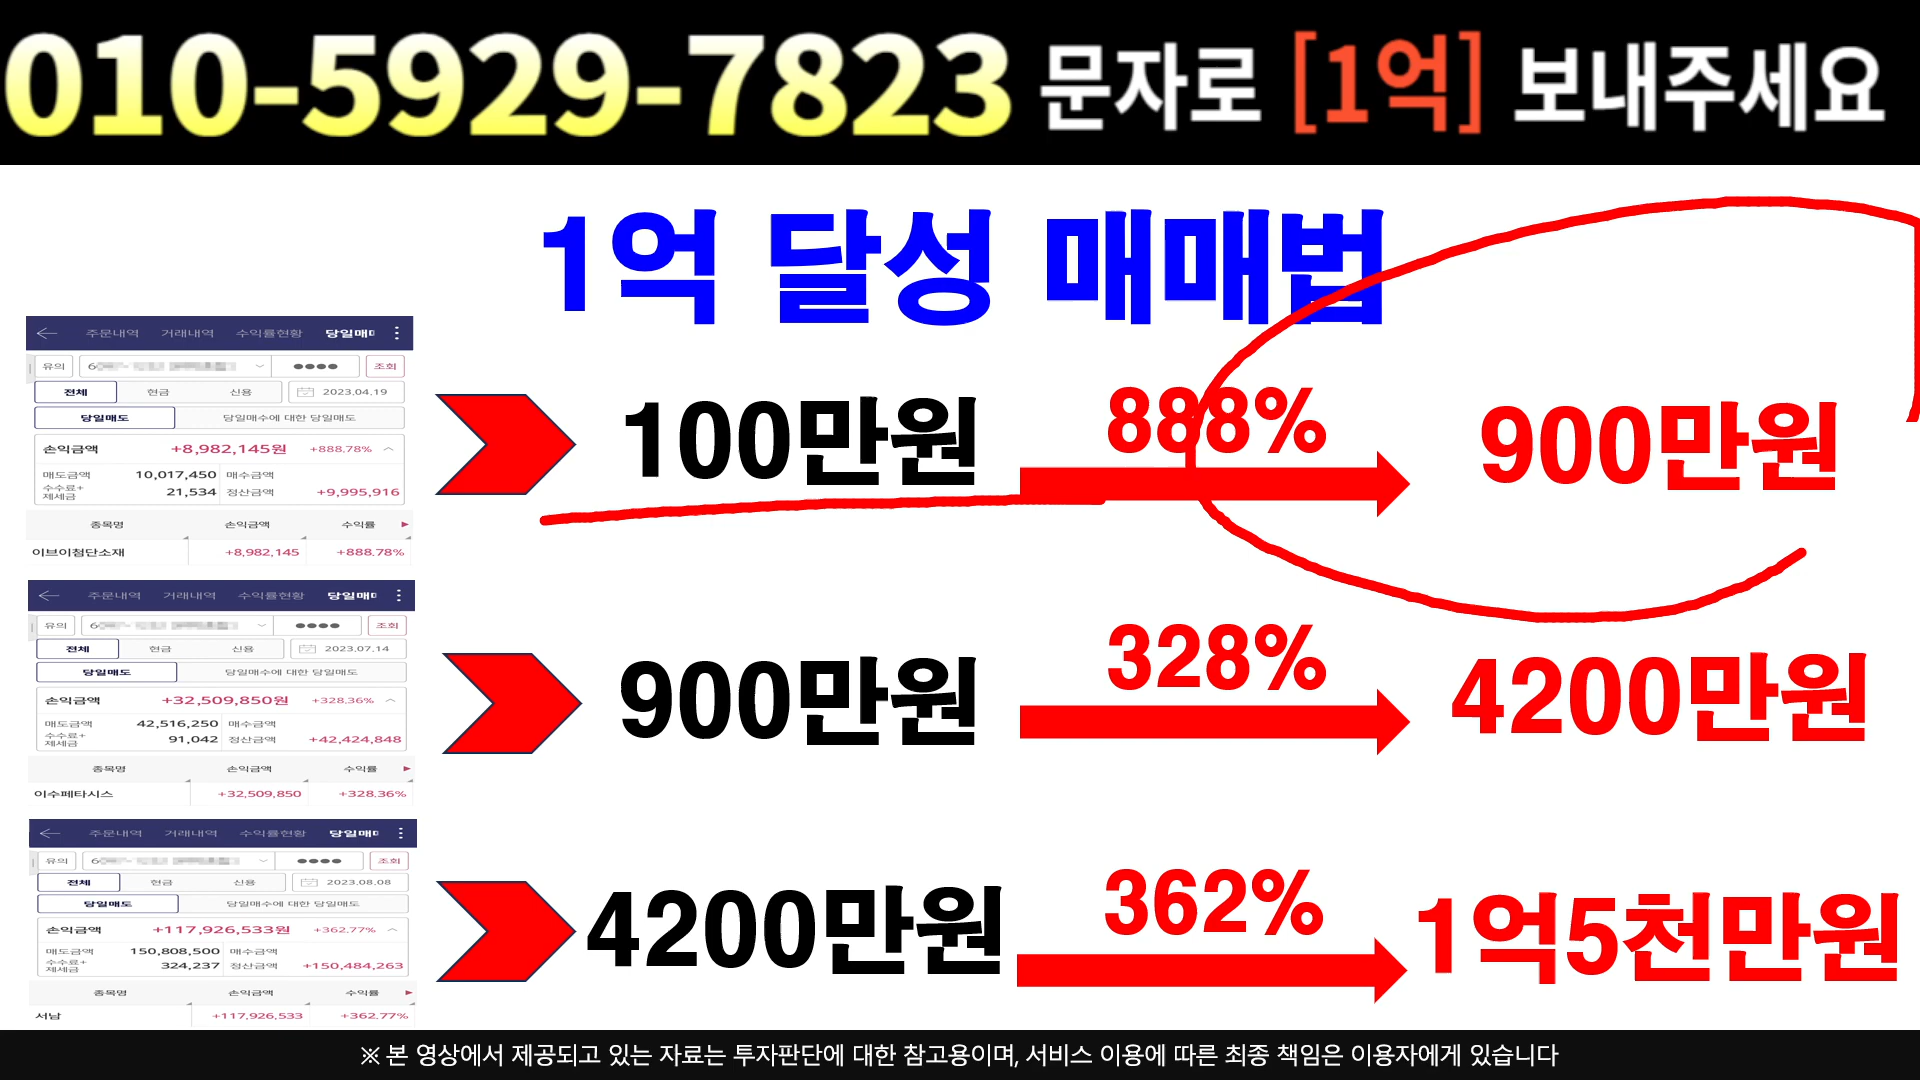 010-5929-7823 문자로 [1억] 보내주세요
1억 달성 매매법
주문내역 거래내역 수익률현황 당일매
유의 6 ●●●● 조회
전체 현금 신용 2023.04.19
당일매도 당일매수에 대한 당일매도
손익금액 +8,982,145원 +888.78%
매도금액 10,017,450 매수금액
수수료+제세금 21,534 정산금액 +9,995,916
종목명 손익금액 수익률
이브이첨단소재 +8,982,145 +888.78%
100만원 888% 900만원
주문내역 거래내역 수익률현황 당일매
유의 6 ●●●● 조회
전체 현금 신용 2023.07.14
당일매도 당일매수에 대한 당일매도
손익금액 +32,509,850원 +328.36%
매도금액 42,516,250 매수금액
수수료+제세금 91,042 정산금액 +42,424,848
종목명 손익금액 수익률
이수페타시스 +32,509,850 +328.36%
900만원 328% 4200만원
주문내역 거래내역 수익률현황 당일매
유의 6 ●●●● 조회
전체 현금 신용 2023.08.08
당일매도 당일매수에 대한 당일매도
손익금액 +117,926,533원 +362.77%
매도금액 150,808,500 매수금액
수수료+제세금 324,237 정산금액 +150,484,263
종목명 손익금액 수익률
서남 +117,926,533 +362.77%
4200만원 362% 1억5천만원
※ 본 영상에서 제공되고 있는 자료는 투자판단에 대한 참고용이며, 서비스 이용에 따른 최종 책임은 이용자에게 있습니다